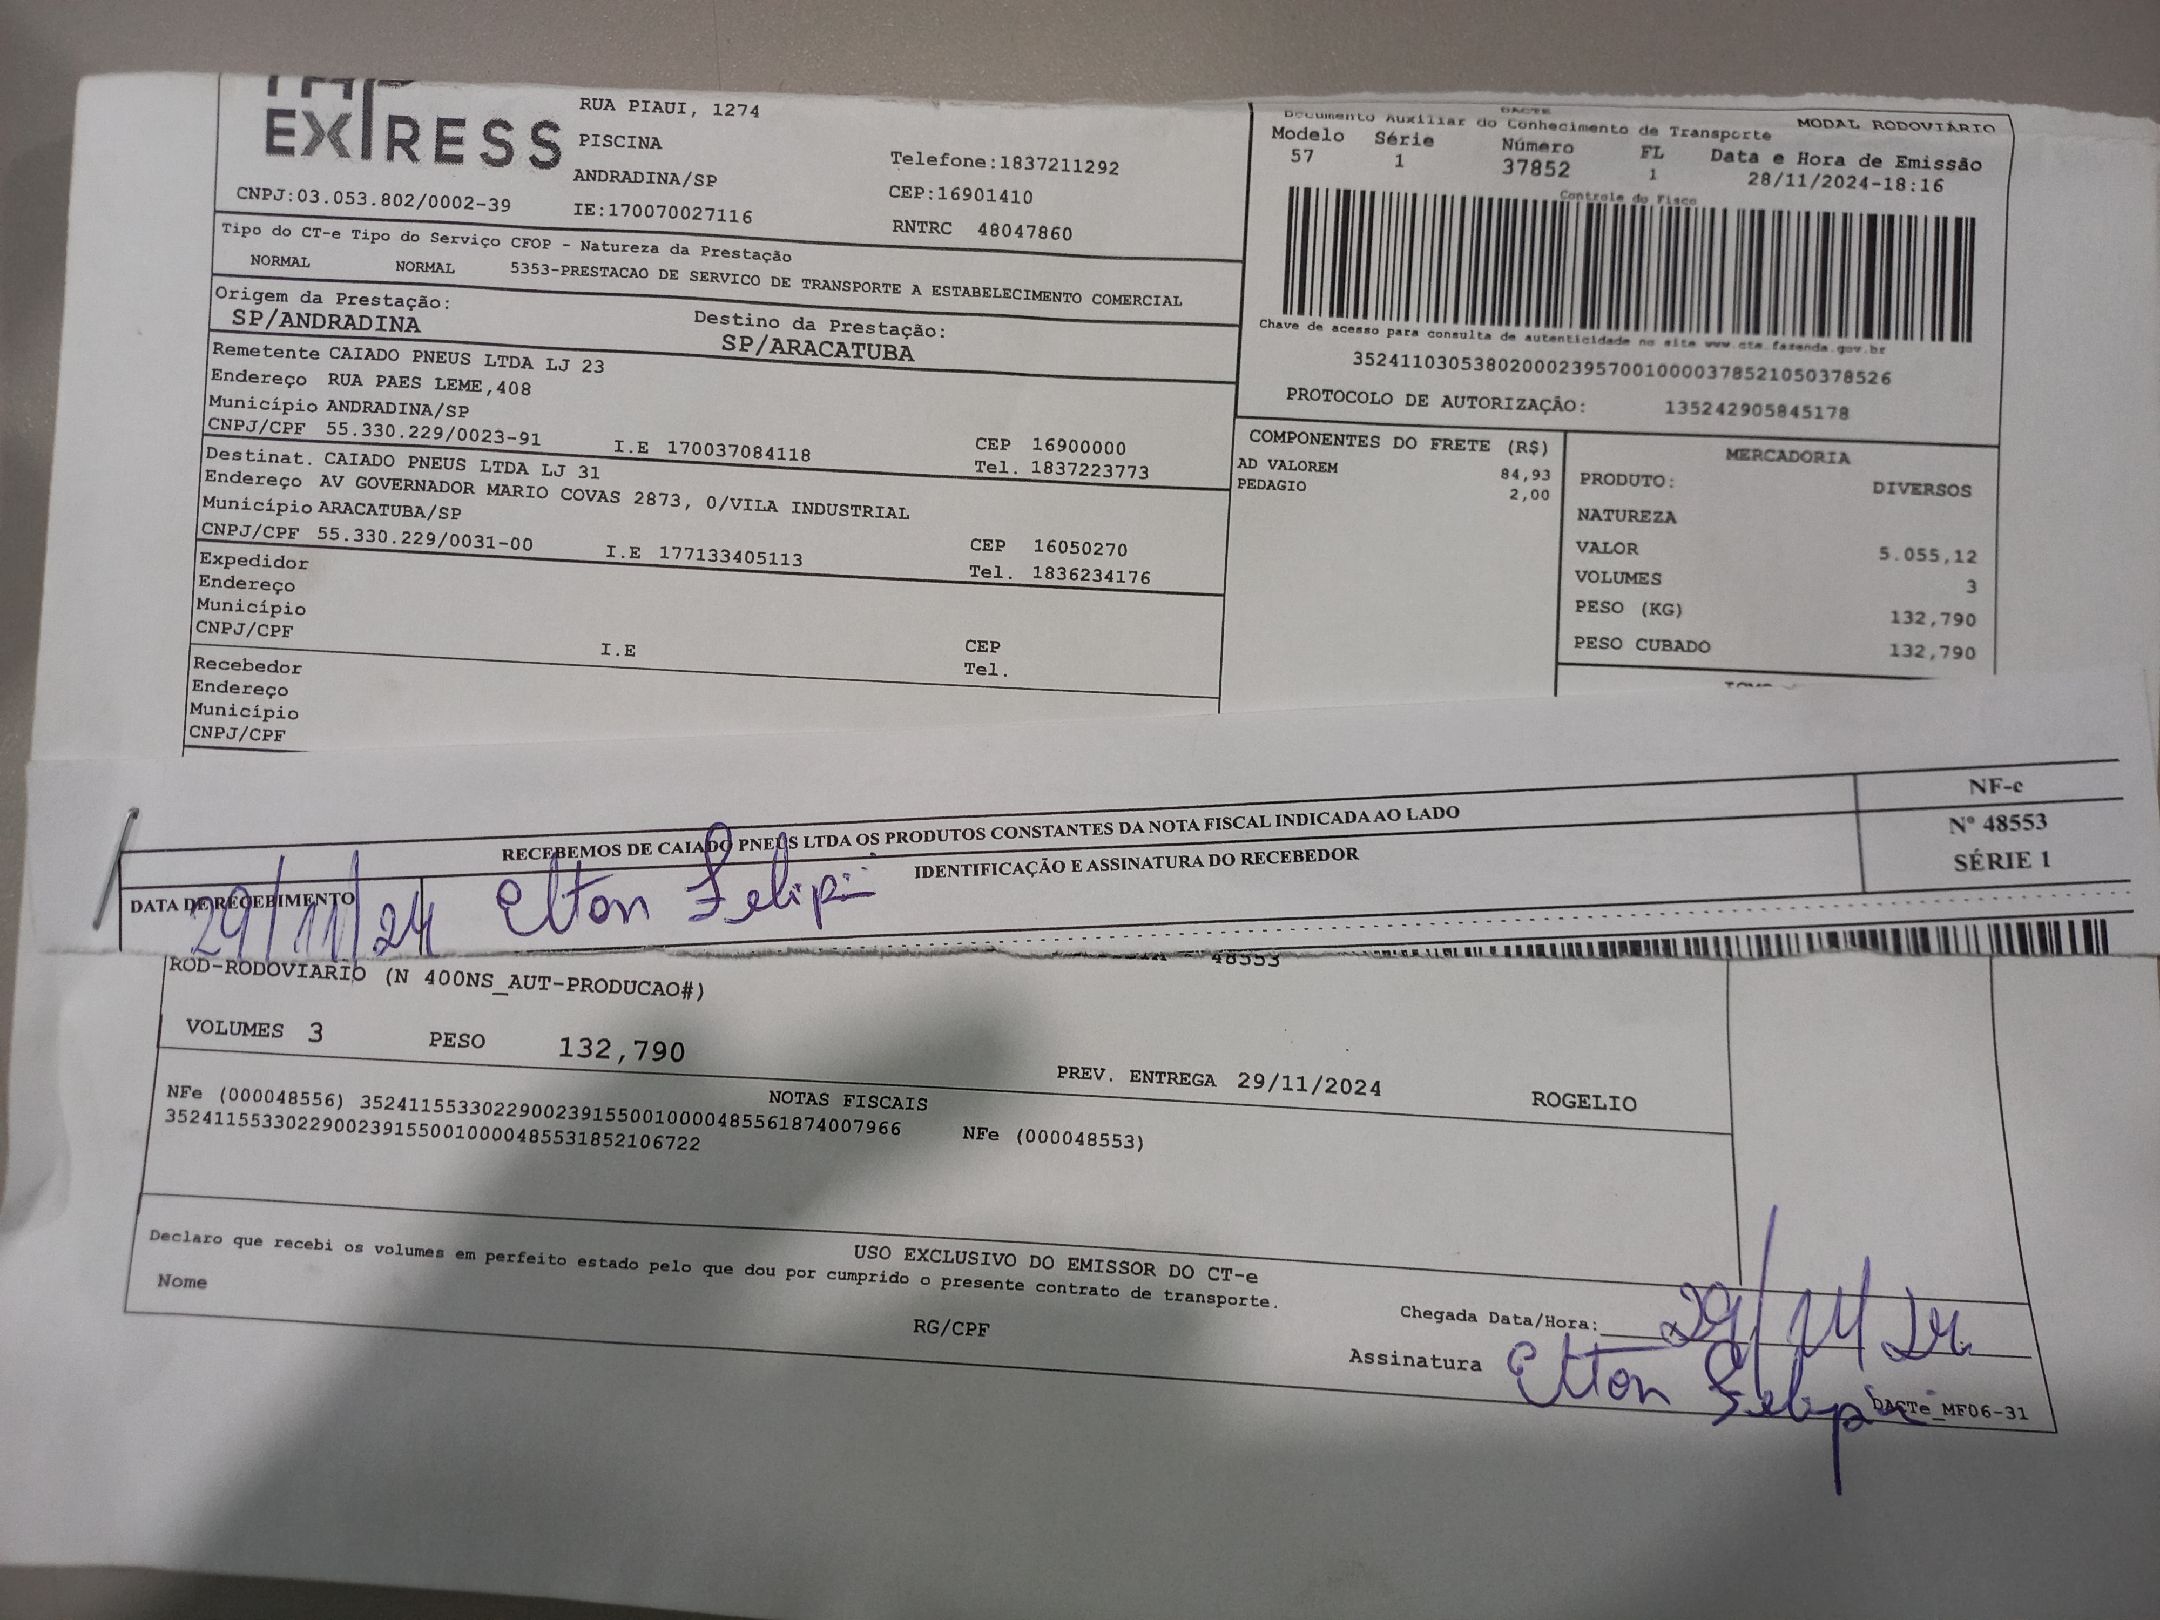 EXPRESS
RUA PIAUI, 1274
PISCINA
ANDRADINA/SP
Telefone:1837211292
CEP:16901410
CNPJ:03.053.802/0002-39
IE:170070027116
RNTRC 48047860
DACTE
Documento Auxiliar do Conhecimento de Transporte
MODAL RODOVIÁRIO
Modelo Série Número FL Data e Hora de Emissão
57 1 37852 1 28/11/2024-18:16
Controle do Fisco
Chave de acesso para consulta de autenticidade no site www.cte.fazenda.gov.br
35241103053802000239570010000378521050378526
PROTOCOLO DE AUTORIZAÇÃO: 135242905845178
Tipo do CT-e Tipo do Serviço CFOP - Natureza da Prestação
NORMAL NORMAL 5353-PRESTACAO DE SERVICO DE TRANSPORTE A ESTABELECIMENTO COMERCIAL
Origem da Prestação: Destino da Prestação:
SP/ANDRADINA SP/ARACATUBA
Remetente CAIADO PNEUS LTDA LJ 23
Endereço RUA PAES LEME,408
Município ANDRADINA/SP CEP 16900000
CNPJ/CPF 55.330.229/0023-91 I.E 170037084118 Tel. 1837223773
Destinat. CAIADO PNEUS LTDA LJ 31
Endereço AV GOVERNADOR MARIO COVAS 2873, 0/VILA INDUSTRIAL
Município ARACATUBA/SP CEP 16050270
CNPJ/CPF 55.330.229/0031-00 I.E 177133405113 Tel. 1836234176
Expedidor
Endereço
Município CEP
CNPJ/CPF I.E Tel.
Recebedor
Endereço
Município
CNPJ/CPF
COMPONENTES DO FRETE (R$)
AD VALOREM 84,93
PEDAGIO 2,00
MERCADORIA
PRODUTO: DIVERSOS
NATUREZA
VALOR 5.055,12
VOLUMES 3
PESO (KG) 132,790
PESO CUBADO 132,790
RECEBEMOS DE CAIADO PNEUS LTDA OS PRODUTOS CONSTANTES DA NOTA FISCAL INDICADA AO LADO
NF-e
Nº 48553
SÉRIE 1
DATA DE RECEBIMENTO
IDENTIFICAÇÃO E ASSINATURA DO RECEBEDOR
29/11/24 Elton Felipi
48553
ROD-RODOVIARIO (N 400NS_AUT-PRODUCAO#)
VOLUMES 3 PESO 132,790 PREV. ENTREGA 29/11/2024 ROGELIO
NOTAS FISCAIS
NFe (000048556) 35241155330229002391550010000485561874007966 NFe (000048553)
35241155330229002391550010000485531852106722
USO EXCLUSIVO DO EMISSOR DO CT-e
Declaro que recebi os volumes em perfeito estado pelo que dou por cumprido o presente contrato de transporte.
Nome RG/CPF
Chegada Data/Hora: 29/11/24
Assinatura Elton Felipi
DACTe_MF06-31